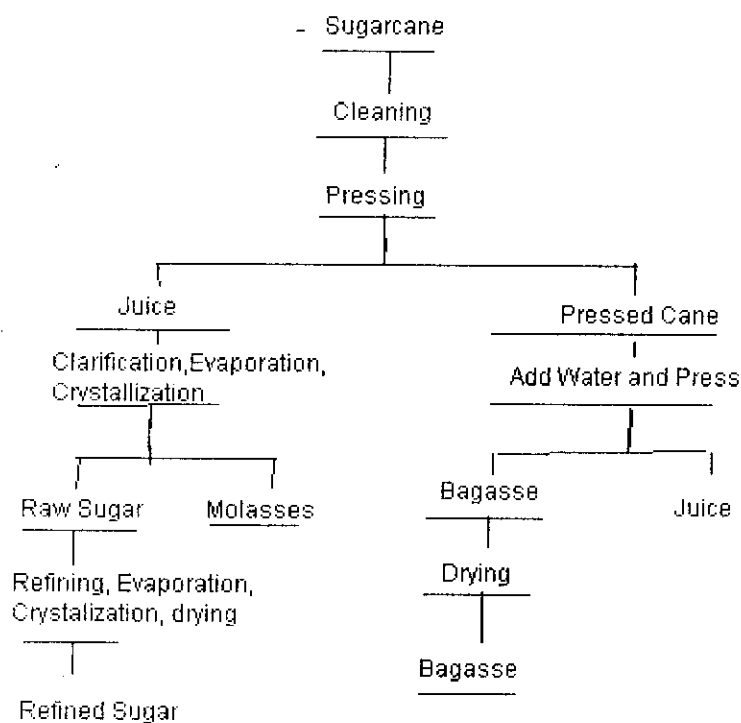 Sugarcane
Cleaning
Pressing
Juice
Pressed Cane
Clarification,Evaporation,
Crystallization
Add Water and Press
Raw Sugar
Molasses
Bagasse
Juice
Refining, Evaporation,
Crystalization, drying
Drying
Refined Sugar
Bagasse